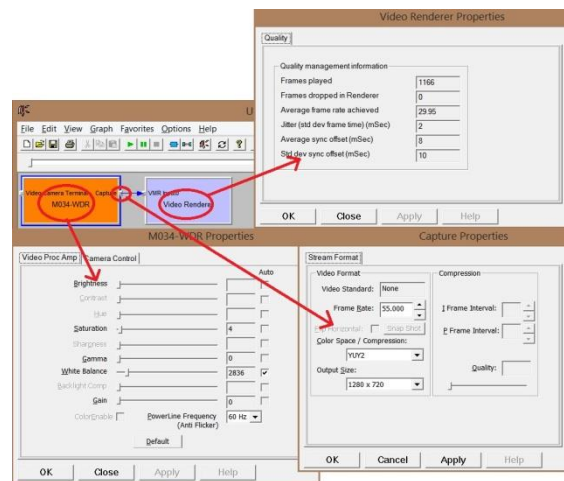 Video Renderer Properties
Quality
Quality management information
Frames played 1166
Frames dropped in Renderer 0
Average frame rate achieved 29.95
Jitter (std dev frame time) (mSec) 2
Average sync offset (mSec) 8
Std dev sync offset (mSec) 10
OK Close Apply Help
U
File Edit View Graph Favorites Options Help
Video Camera Terminal Capture
M034-WDR
VMR Input0
Video Renderer
M034-WDR Properties
Video Proc Amp Camera Control
Auto
Brightness
Contrast
Hue
Saturation 4
Sharpness
Gamma 0
White Balance 2836
Backlight Comp
Gain 0
ColorEnable PowerLine Frequency 60 Hz
(Anti Flicker)
Default
OK Close Apply Help
Capture Properties
Stream Format
Video Format Compression
Video Standard: None
Frame Rate: 55.000 I Frame Interval:
Flip Horizontal: Snap Shot P Frame Interval:
Color Space / Compression:
YUY2 Quality:
Output Size:
1280 x 720
OK Cancel Apply Help